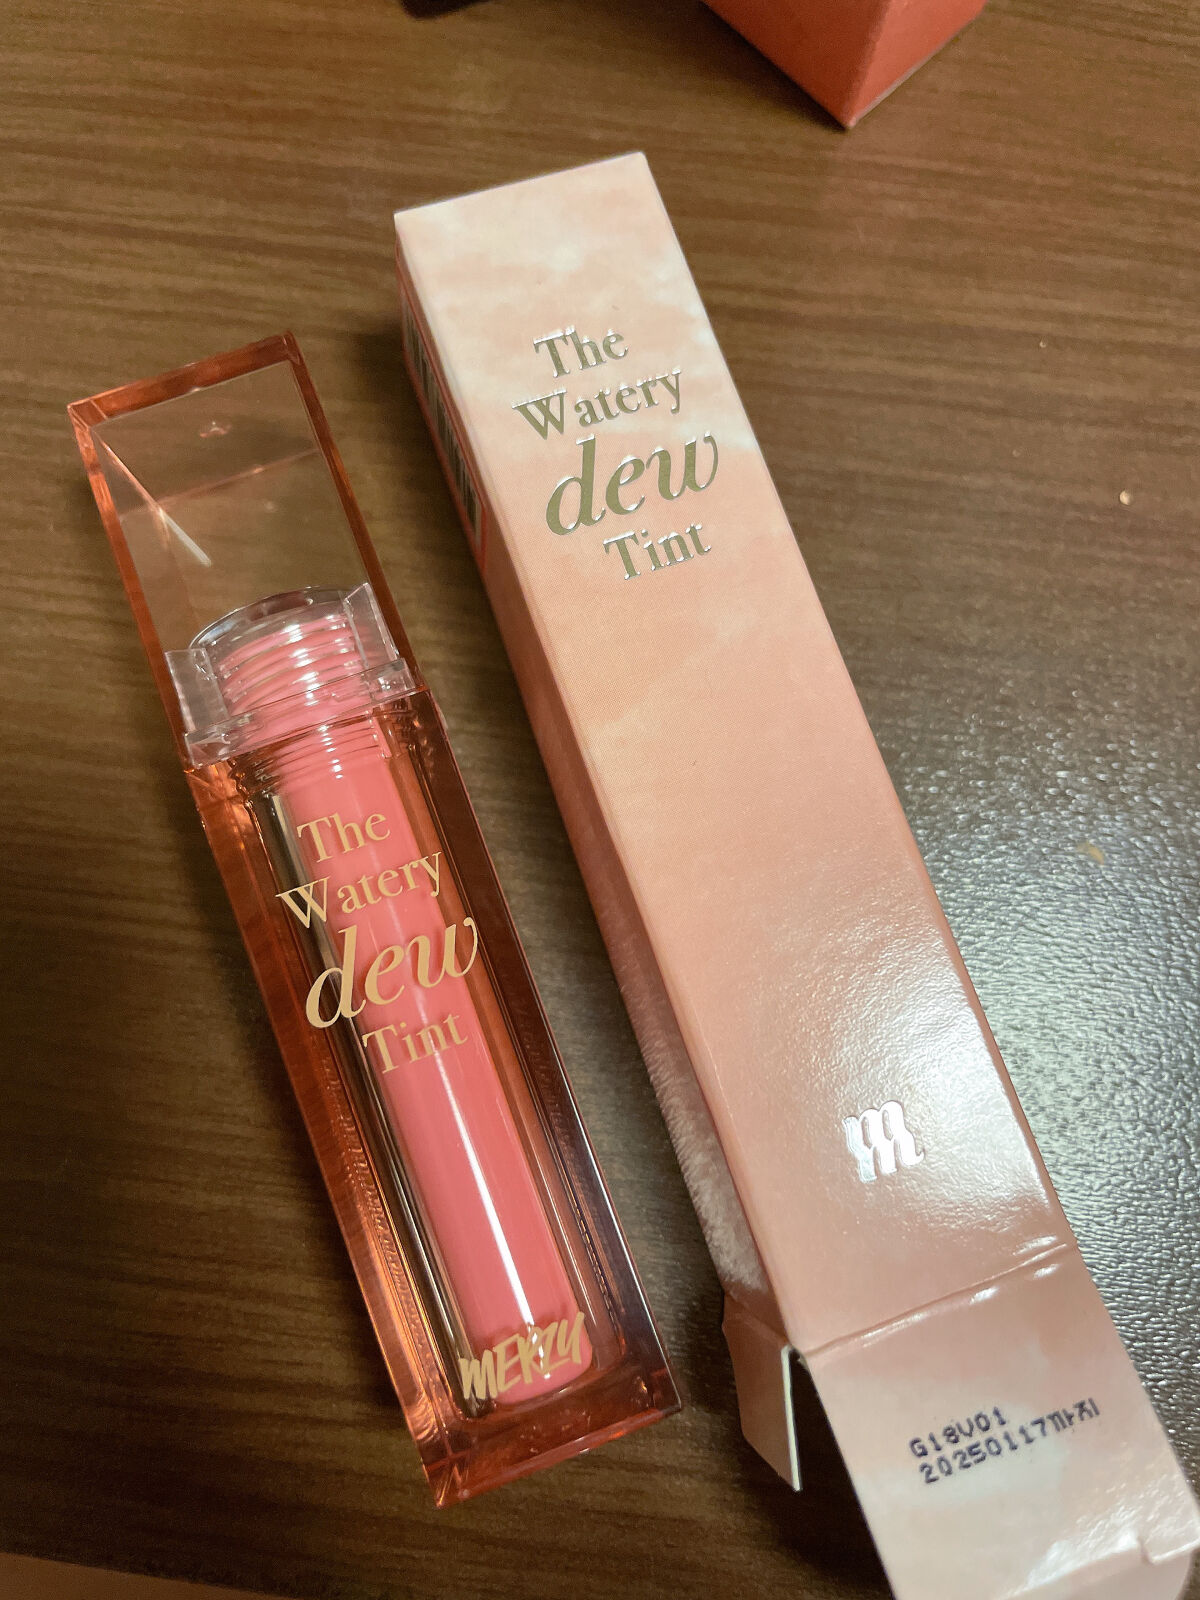 The
Watery
dew
Tint
m
G18V01
20250117까지
The
Watery
dew
Tint
MERZY